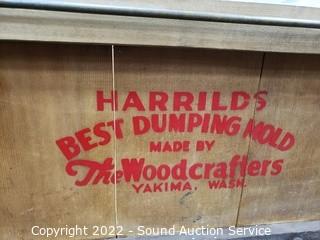 HARRILDS
BEST DUMPING MOLD
MADE BY
The Woodcrafters
YAKIMA, WASH.
Copyright 2022 - Sound Auction Service